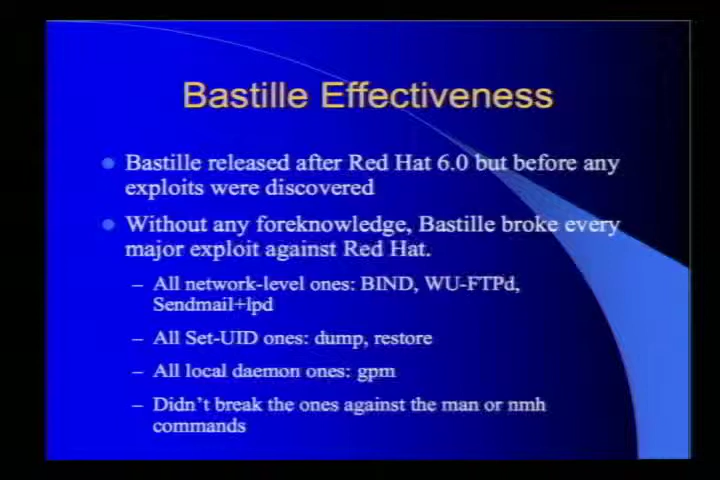 Bastille Effectiveness
Bastille released after Red Hat 6.0 but before any
exploits were discovered
Without any foreknowledge, Bastille broke every
major exploit against Red Hat.
– All network-level ones: BIND, WU-FTPd,
Sendmail+lpd
– All Set-UID ones: dump, restore
– All local daemon ones: gpm
– Didn't break the ones against the man or nmh
commands